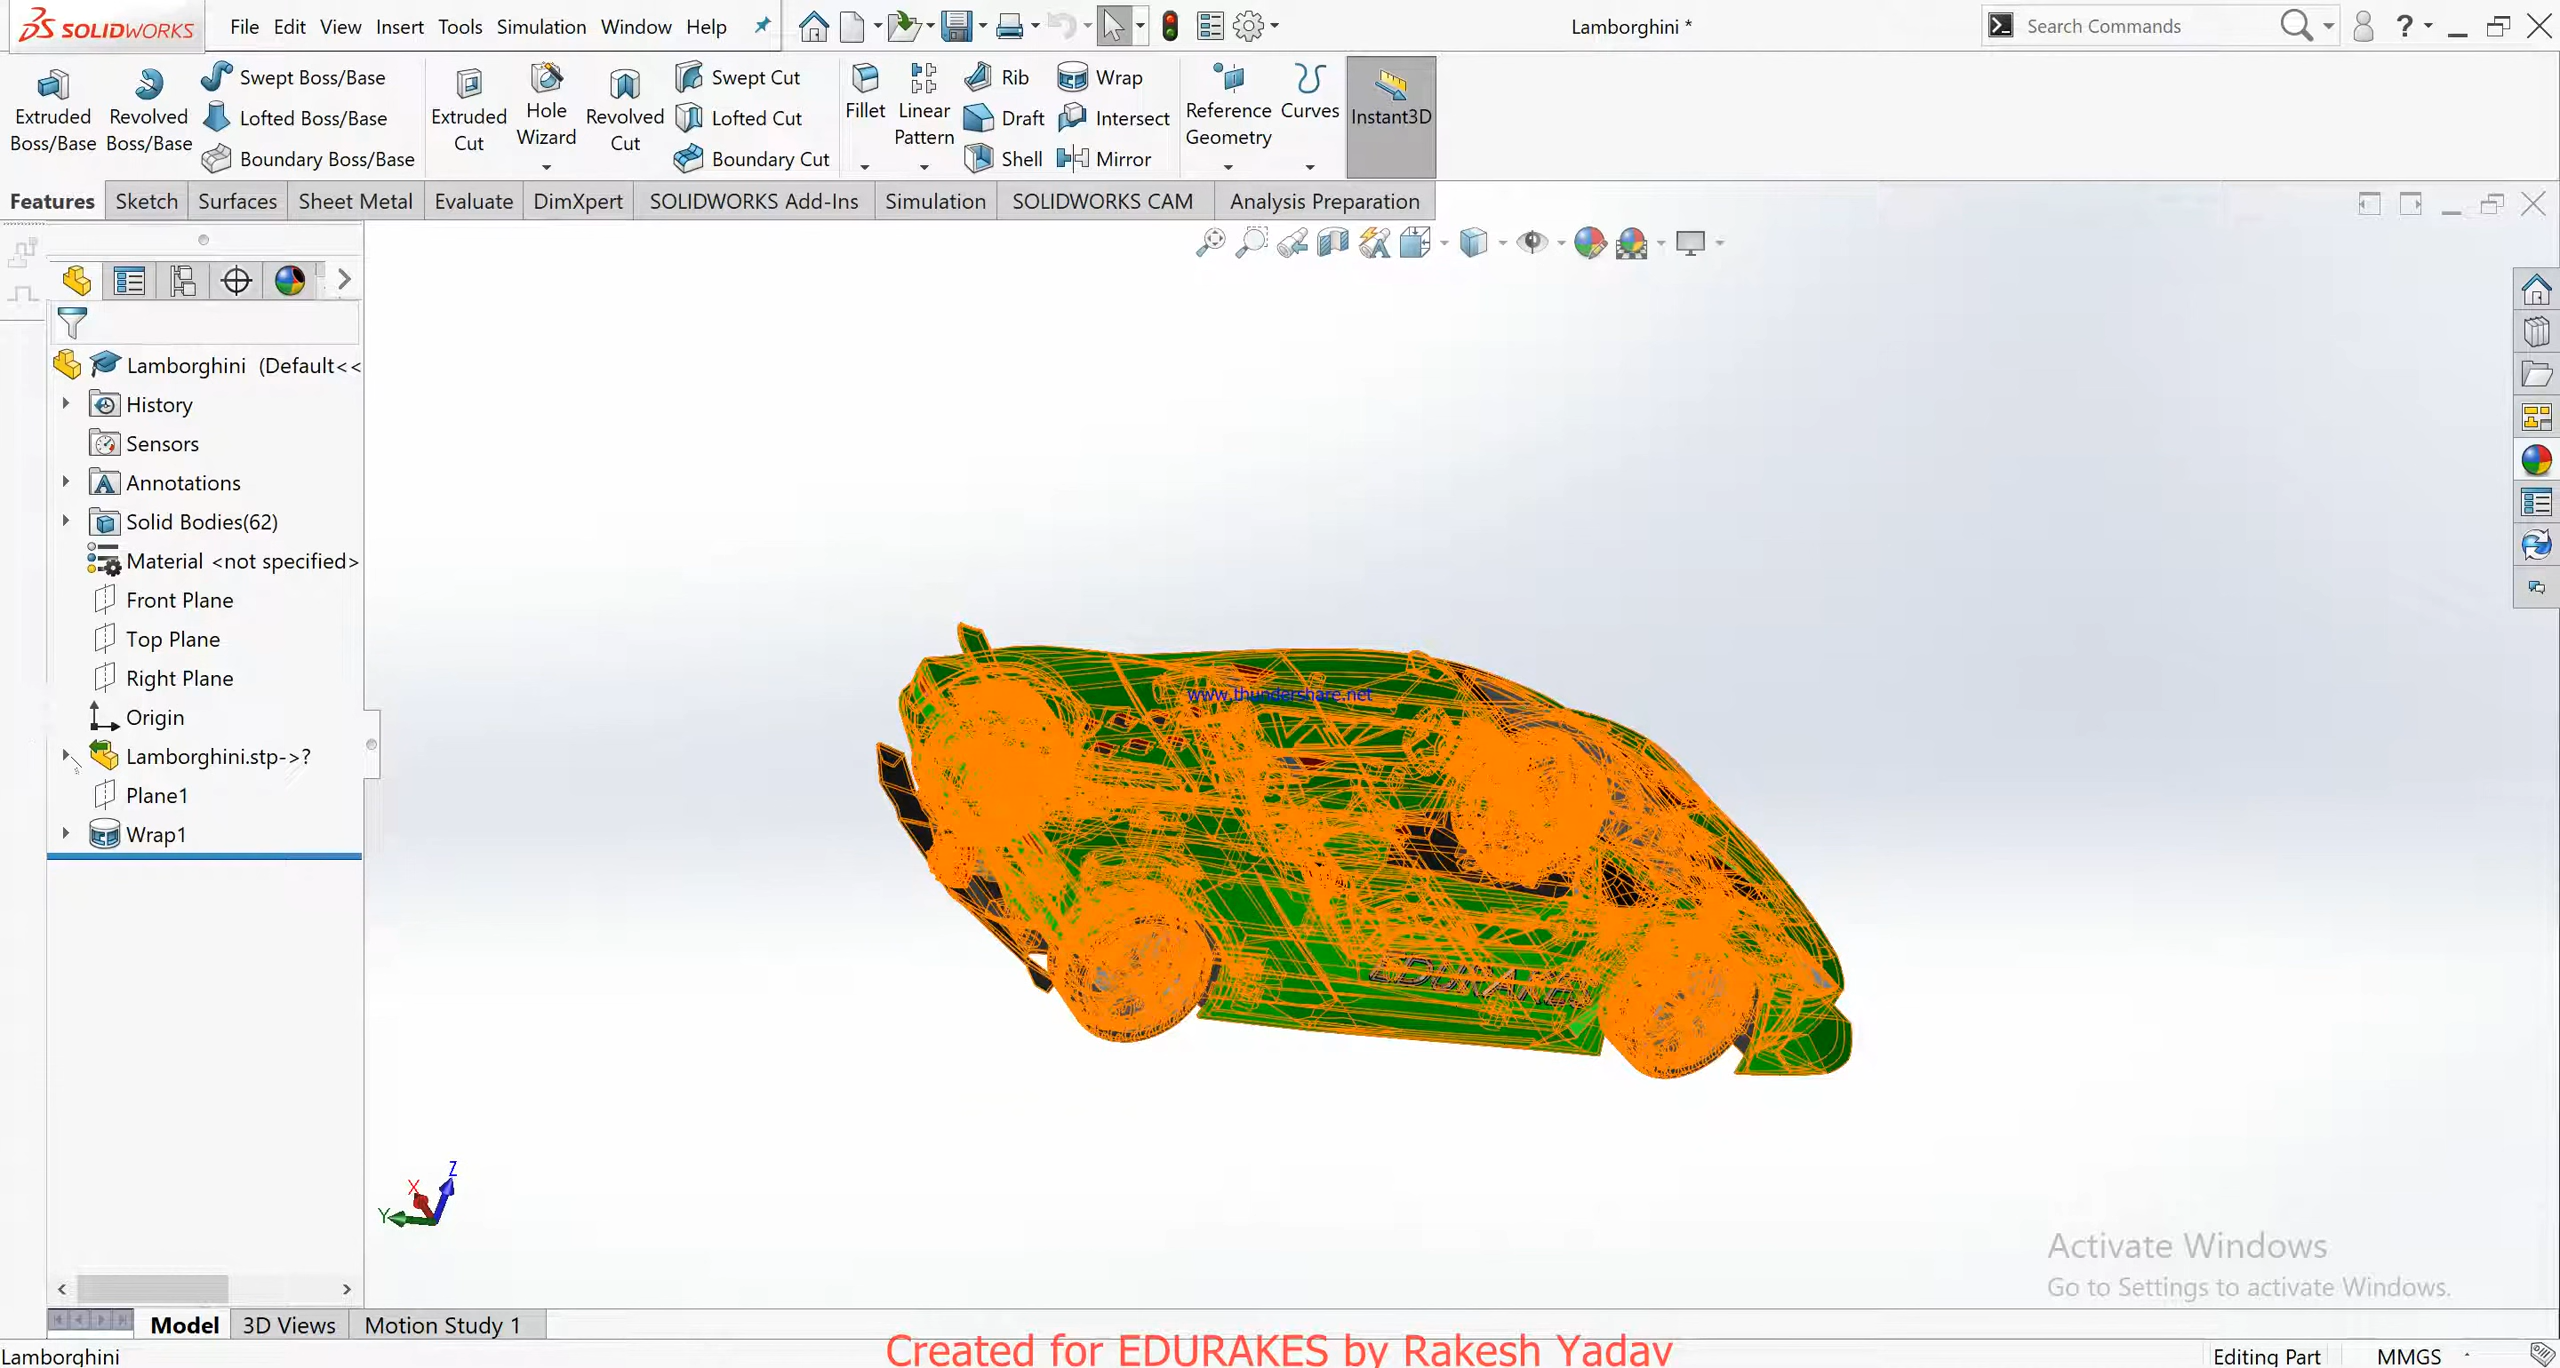 SOLIDWORKS File Edit View Insert Tools Simulation Window Help Lamborghini * Search Commands ?
Extruded Boss/Base
Revolved Boss/Base
Swept Boss/Base
Lofted Boss/Base
Boundary Boss/Base
Extruded Cut
Hole Wizard
Revolved Cut
Swept Cut
Lofted Cut
Boundary Cut
Fillet
Linear Pattern
Rib
Draft
Shell
Wrap
Intersect
Mirror
Reference Geometry
Curves
Instant3D
Features Sketch Surfaces Sheet Metal Evaluate DimXpert SOLIDWORKS Add-Ins Simulation SOLIDWORKS CAM Analysis Preparation
Lamborghini (Default<<
History
Sensors
Annotations
Solid Bodies(62)
Material <not specified>
Front Plane
Top Plane
Right Plane
Origin
Lamborghini.stp->?
Plane1
Wrap1
www.thundershare.net
EDURAKES
Z
X
Y
Activate Windows
Go to Settings to activate Windows.
Model 3D Views Motion Study 1
Created for EDURAKES by Rakesh Yadav
Lamborghini Editing Part MMGS